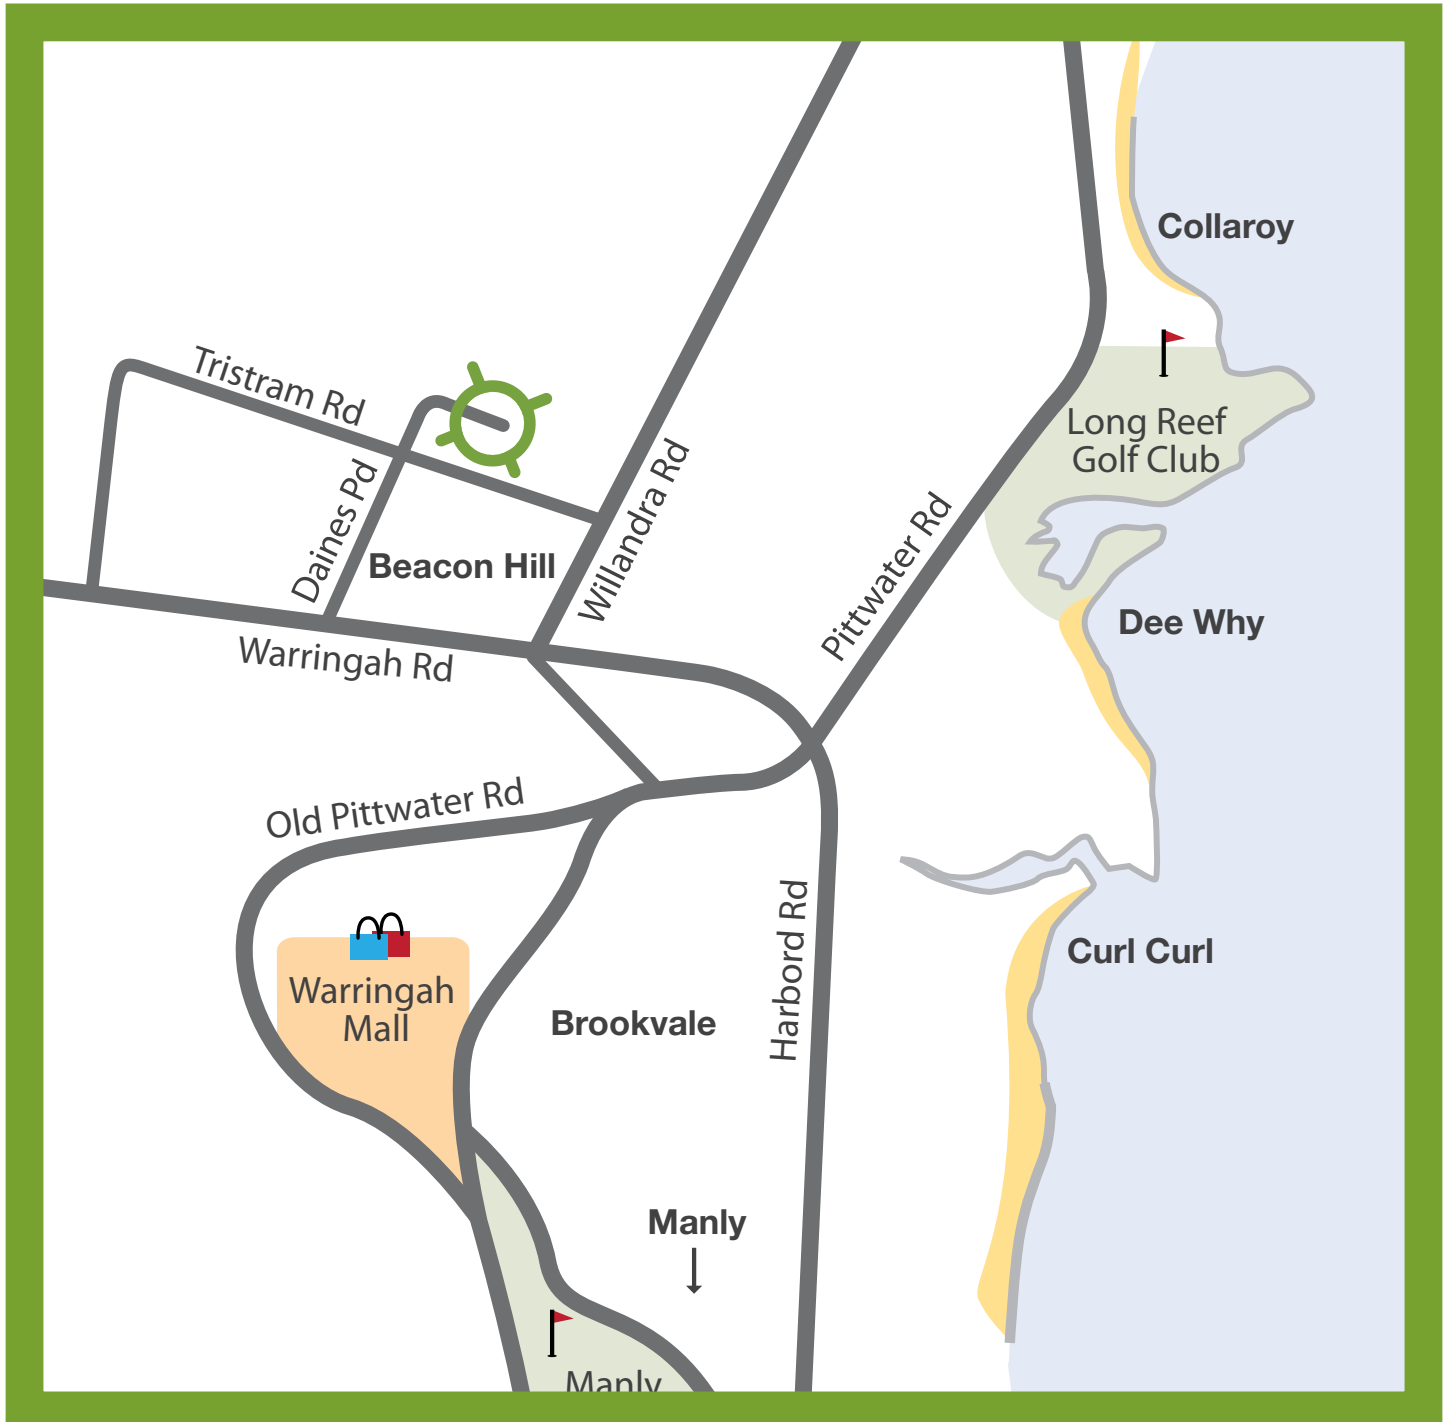 Collaroy
Tristram Rd
Long Reef
Golf Club
Daines Pd
Willandra Rd
Pittwater Rd
Beacon Hill
Dee Why
Warringah Rd
Old Pittwater Rd
Harbord Rd
Curl Curl
Warringah
Mall
Brookvale
Manly
Manly